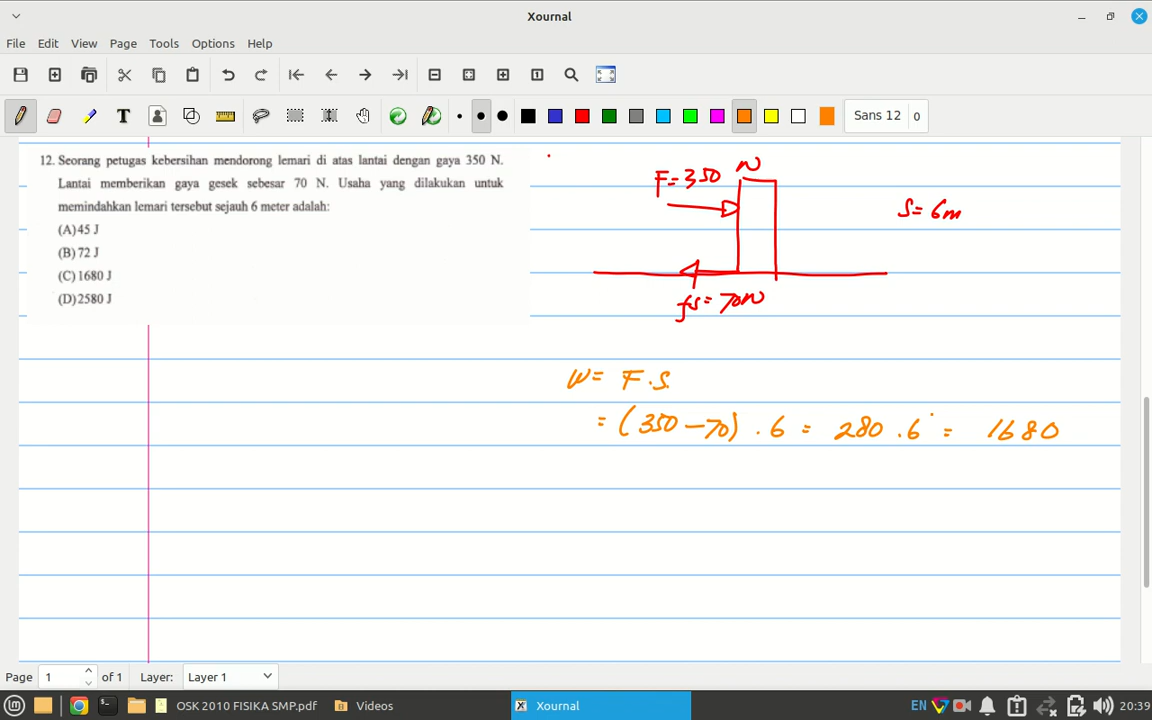 Xournal
File Edit View Page Tools Options Help
Sans 12 0
12. Seorang petugas kebersihan mendorong lemari di atas lantai dengan gaya 350 N.
Lantai memberikan gaya gesek sebesar 70 N. Usaha yang dilakukan untuk
memindahkan lemari tersebut sejauh 6 meter adalah:
(A) 45 J
(B) 72 J
(C) 1680 J
(D) 2580 J
F = 350 N
S = 6m
fs = 70N
W = F . S.
= (350 - 70) . 6 = 280 . 6 = 1680
Page 1 of 1 Layer: Layer 1
OSK 2010 FISIKA SMP.pdf Videos Xournal EN 20:39